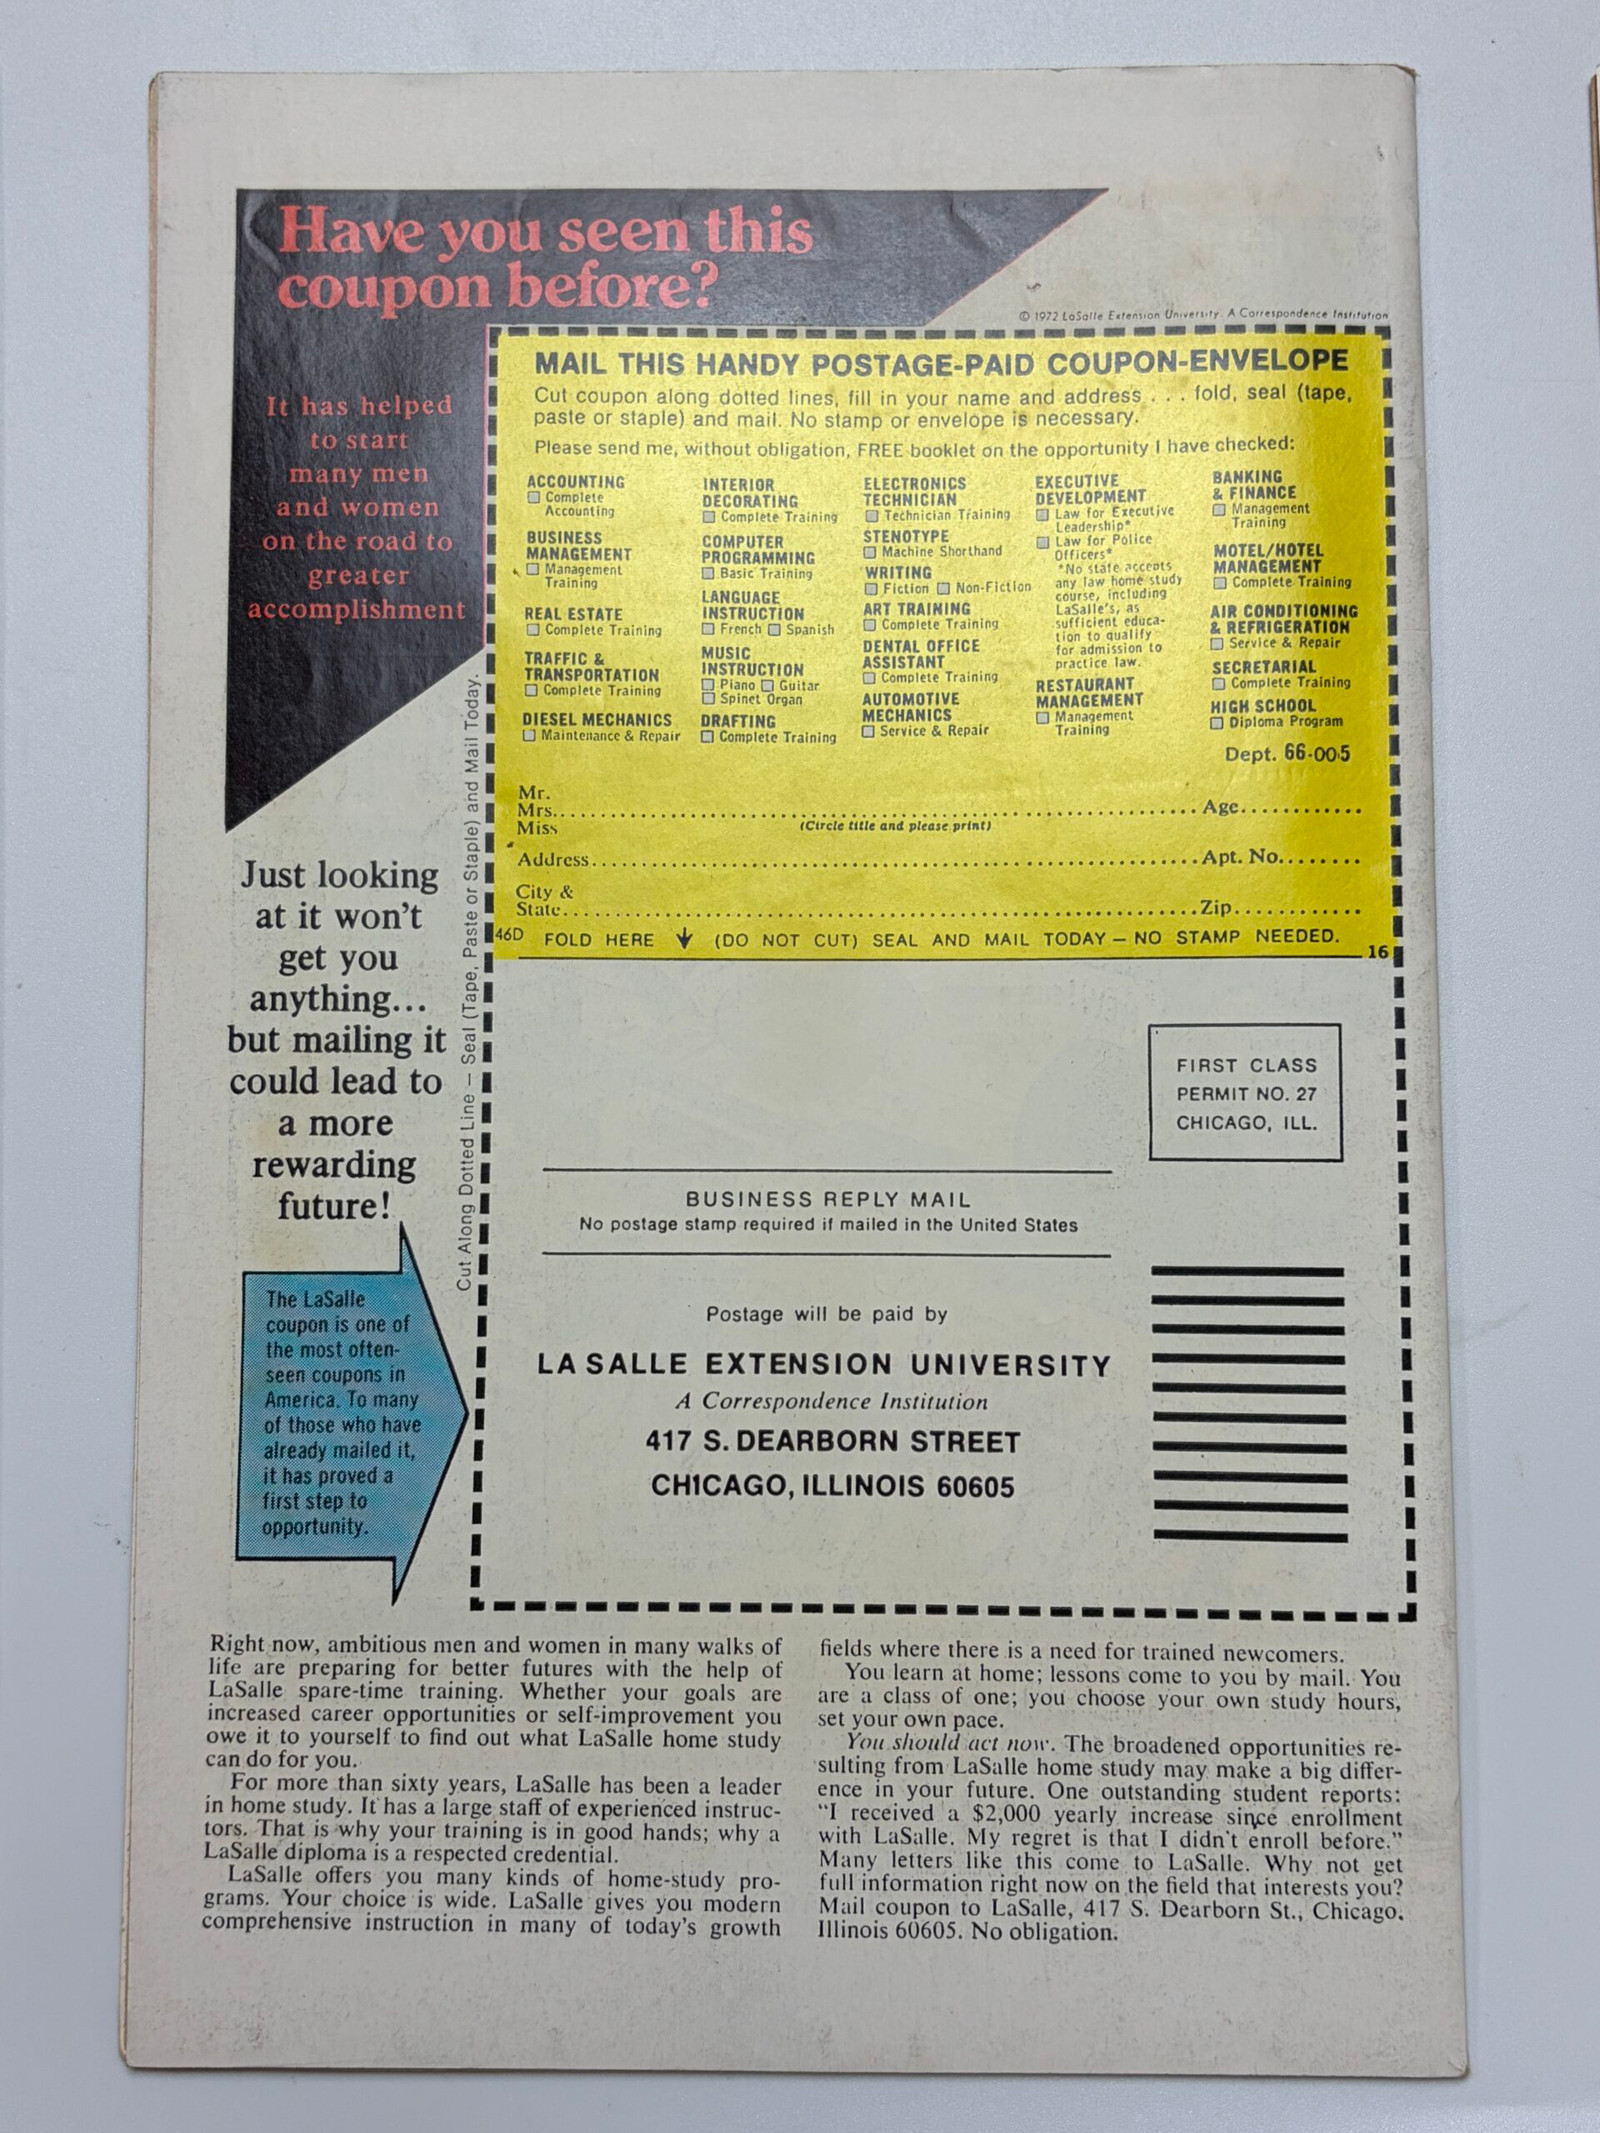 Have you seen this
coupon before?
It has helped
to start
many men
and women
on the road to
greater
accomplishment
© 1972 LaSalle Extension University. A Correspondence Institution
MAIL THIS HANDY POSTAGE-PAID COUPON-ENVELOPE
Cut coupon along dotted lines, fill in your name and address . . . fold, seal (tape,
paste or staple) and mail. No stamp or envelope is necessary.
Please send me, without obligation, FREE booklet on the opportunity I have checked:
ACCOUNTING
☐ Complete
Accounting
BUSINESS
MANAGEMENT
☐ Management
Training
REAL ESTATE
☐ Complete Training
TRAFFIC &
TRANSPORTATION
☐ Complete Training
DIESEL MECHANICS
☐ Maintenance & Repair
INTERIOR
DECORATING
☐ Complete Training
COMPUTER
PROGRAMMING
☐ Basic Training
LANGUAGE
INSTRUCTION
☐ French ☐ Spanish
MUSIC
INSTRUCTION
☐ Piano ☐ Guitar
☐ Spinet Organ
DRAFTING
☐ Complete Training
ELECTRONICS
TECHNICIAN
☐ Technician Training
STENOTYPE
☐ Machine Shorthand
WRITING
☐ Fiction ☐ Non-Fiction
ART TRAINING
☐ Complete Training
DENTAL OFFICE
ASSISTANT
☐ Complete Training
AUTOMOTIVE
MECHANICS
☐ Service & Repair
EXECUTIVE
DEVELOPMENT
☐ Law for Executive
Leadership*
☐ Law for Police
Officers*
*No state accepts
any law home study
course, including
LaSalle's, as
sufficient educa-
tion to qualify
for admission to
practice law.
RESTAURANT
MANAGEMENT
☐ Management
Training
BANKING
& FINANCE
☐ Management
Training
MOTEL/HOTEL
MANAGEMENT
☐ Complete Training
AIR CONDITIONING
& REFRIGERATION
☐ Service & Repair
SECRETARIAL
☐ Complete Training
HIGH SCHOOL
☐ Diploma Program
Dept. 66-005
Mr.
Mrs. Age
Miss (Circle title and please print)
Address Apt. No.
City &
State Zip
46D FOLD HERE ↓ (DO NOT CUT) SEAL AND MAIL TODAY — NO STAMP NEEDED.
16
Cut Along Dotted Line — Seal (Tape, Paste or Staple) and Mail Today.
Just looking
at it won't
get you
anything...
but mailing it
could lead to
a more
rewarding
future!
The LaSalle
coupon is one of
the most often-
seen coupons in
America. To many
of those who have
already mailed it,
it has proved a
first step to
opportunity.
FIRST CLASS
PERMIT NO. 27
CHICAGO, ILL.
BUSINESS REPLY MAIL
No postage stamp required if mailed in the United States
Postage will be paid by
LA SALLE EXTENSION UNIVERSITY
A Correspondence Institution
417 S. DEARBORN STREET
CHICAGO, ILLINOIS 60605
Right now, ambitious men and women in many walks of
life are preparing for better futures with the help of
LaSalle spare-time training. Whether your goals are
increased career opportunities or self-improvement you
owe it to yourself to find out what LaSalle home study
can do for you.
For more than sixty years, LaSalle has been a leader
in home study. It has a large staff of experienced instruc-
tors. That is why your training is in good hands; why a
LaSalle diploma is a respected credential.
LaSalle offers you many kinds of home-study pro-
grams. Your choice is wide. LaSalle gives you modern
comprehensive instruction in many of today's growth
fields where there is a need for trained newcomers.
You learn at home; lessons come to you by mail. You
are a class of one; you choose your own study hours,
set your own pace.
You should act now. The broadened opportunities re-
sulting from LaSalle home study may make a big differ-
ence in your future. One outstanding student reports:
"I received a $2,000 yearly increase since enrollment
with LaSalle. My regret is that I didn't enroll before."
Many letters like this come to LaSalle. Why not get
full information right now on the field that interests you?
Mail coupon to LaSalle, 417 S. Dearborn St., Chicago,
Illinois 60605. No obligation.